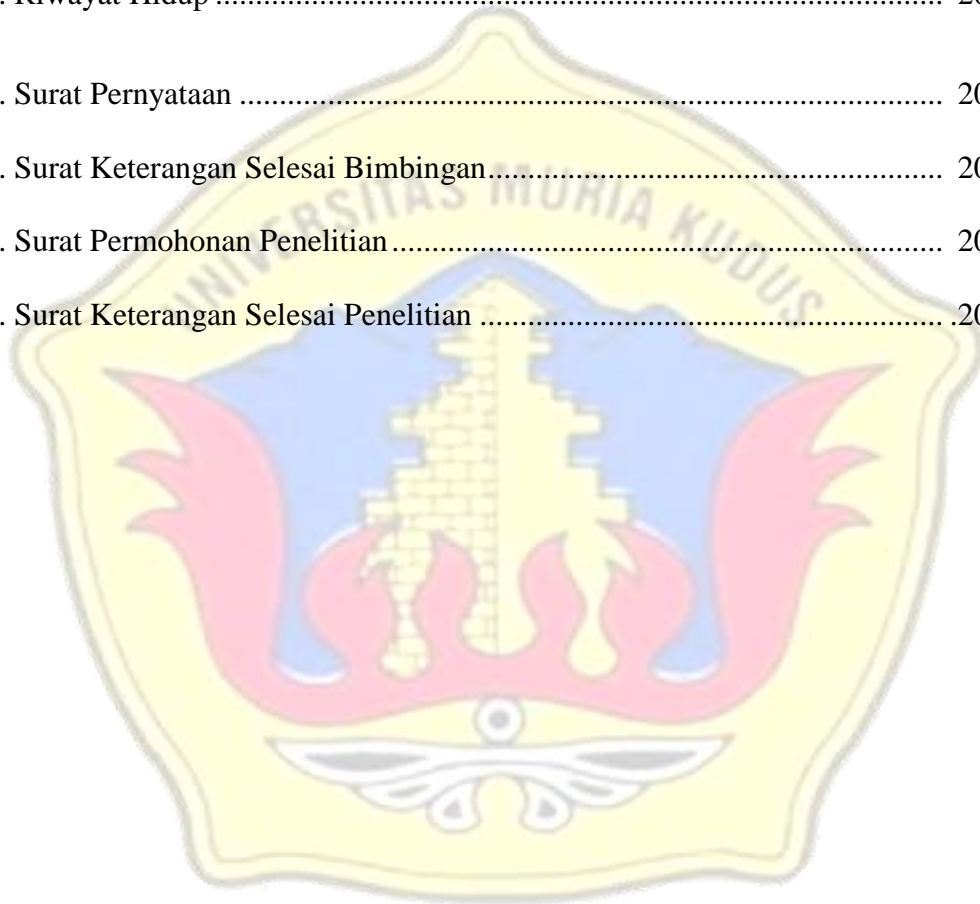 . Riwayat Hidup ........................................................................................... 20
. Surat Pernyataan ........................................................................................ 20
. Surat Keterangan Selesai Bimbingan......................................................... 20
. Surat Permohonan Penelitian ..................................................................... 20
. Surat Keterangan Selesai Penelitian .......................................................... .20
UNIVERSITAS MURIA KUDUS